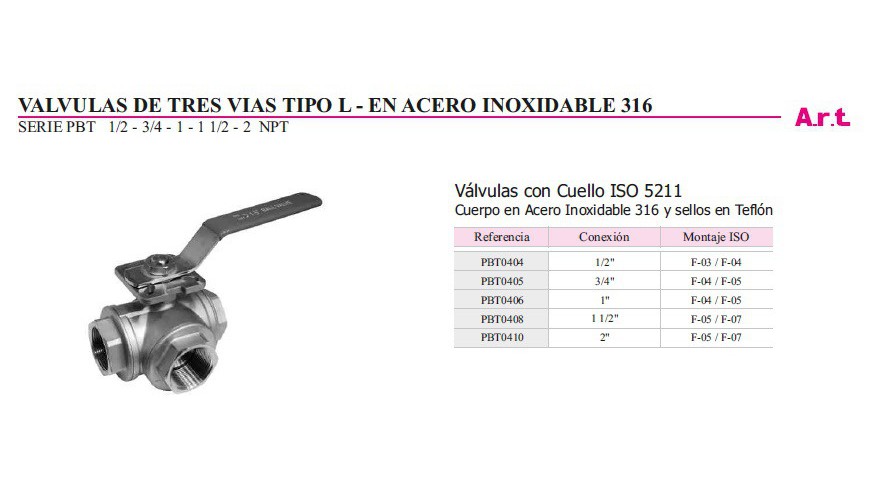 VALVULAS DE TRES VIAS TIPO L - EN ACERO INOXIDABLE 316
SERIE PBT 1/2 - 3/4 - 1 - 1 1/2 - 2 NPT
A.r.t.
Válvulas con Cuello ISO 5211
Cuerpo en Acero Inoxidable 316 y sellos en Teflón
Referencia Conexión Montaje ISO
PBT0404 1/2" F-03 / F-04
PBT0405 3/4" F-04 / F-05
PBT0406 1" F-04 / F-05
PBT0408 1 1/2" F-05 / F-07
PBT0410 2" F-05 / F-07